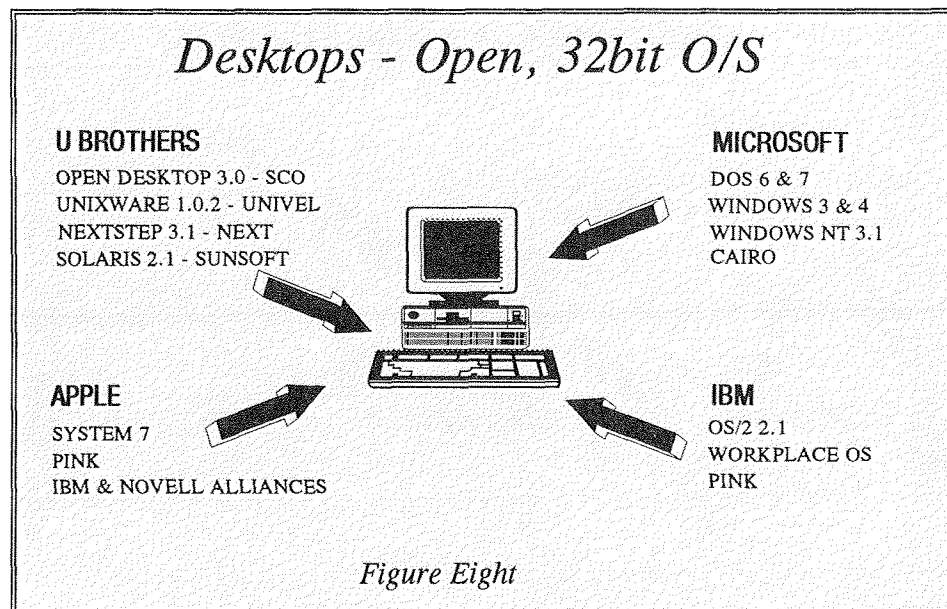 Desktops - Open, 32bit O/S
U BROTHERS
OPEN DESKTOP 3.0 - SCO
UNIXWARE 1.0.2 - UNIVEL
NEXTSTEP 3.1 - NEXT
SOLARIS 2.1 - SUNSOFT
MICROSOFT
DOS 6 & 7
WINDOWS 3 & 4
WINDOWS NT 3.1
CAIRO
APPLE
SYSTEM 7
PINK
IBM & NOVELL ALLIANCES
IBM
OS/2 2.1
WORKPLACE OS
PINK
Figure Eight